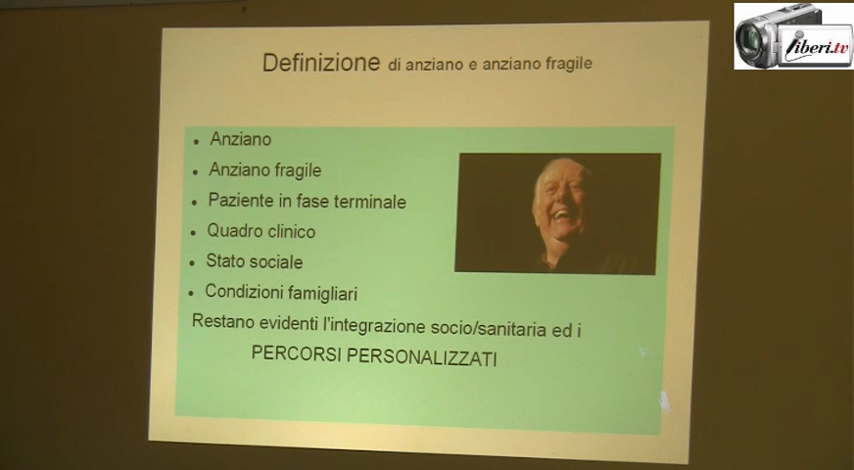 liberi.tv
Definizione di anziano e anziano fragile
• Anziano
• Anziano fragile
• Paziente in fase terminale
• Quadro clinico
• Stato sociale
• Condizioni famigliari
Restano evidenti l'integrazione socio/sanitaria ed i
PERCORSI PERSONALIZZATI